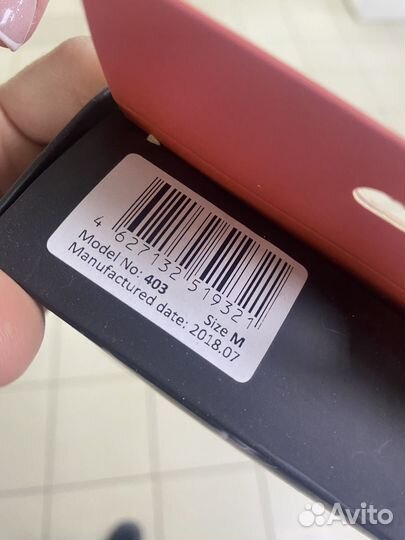 4 627132 519321
Model No: 403 Size M
Manufactured date: 2018.07
Avito